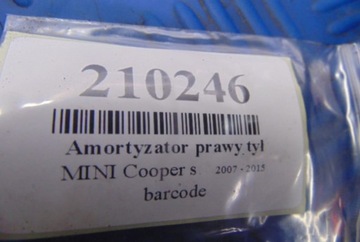 210246
Amortyzator prawy tył
MINI Cooper s 2007 - 2015
barcode